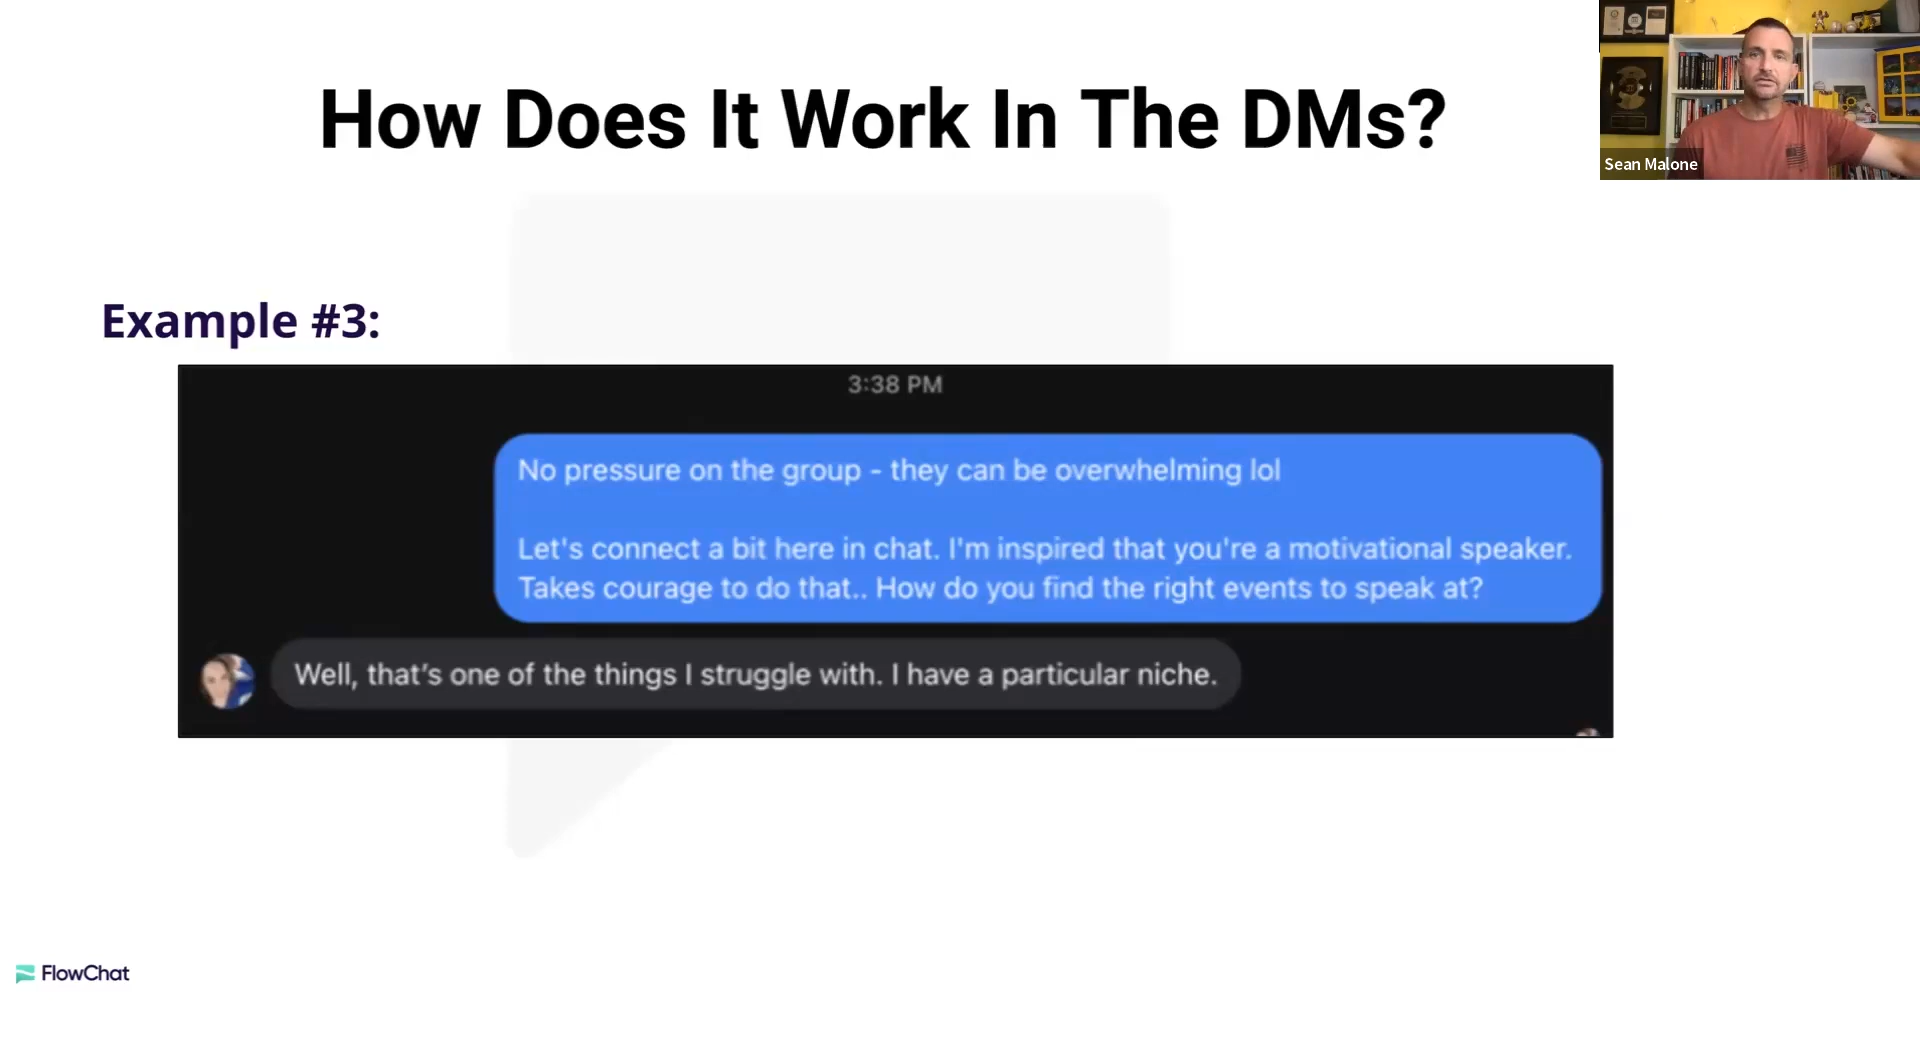 How Does It Work In The DMs?
Sean Malone
Example #3:
3:38 PM
No pressure on the group - they can be overwhelming lol
Let's connect a bit here in chat. I'm inspired that you're a motivational speaker.
Takes courage to do that.. How do you find the right events to speak at?
Well, that's one of the things I struggle with. I have a particular niche.
FlowChat